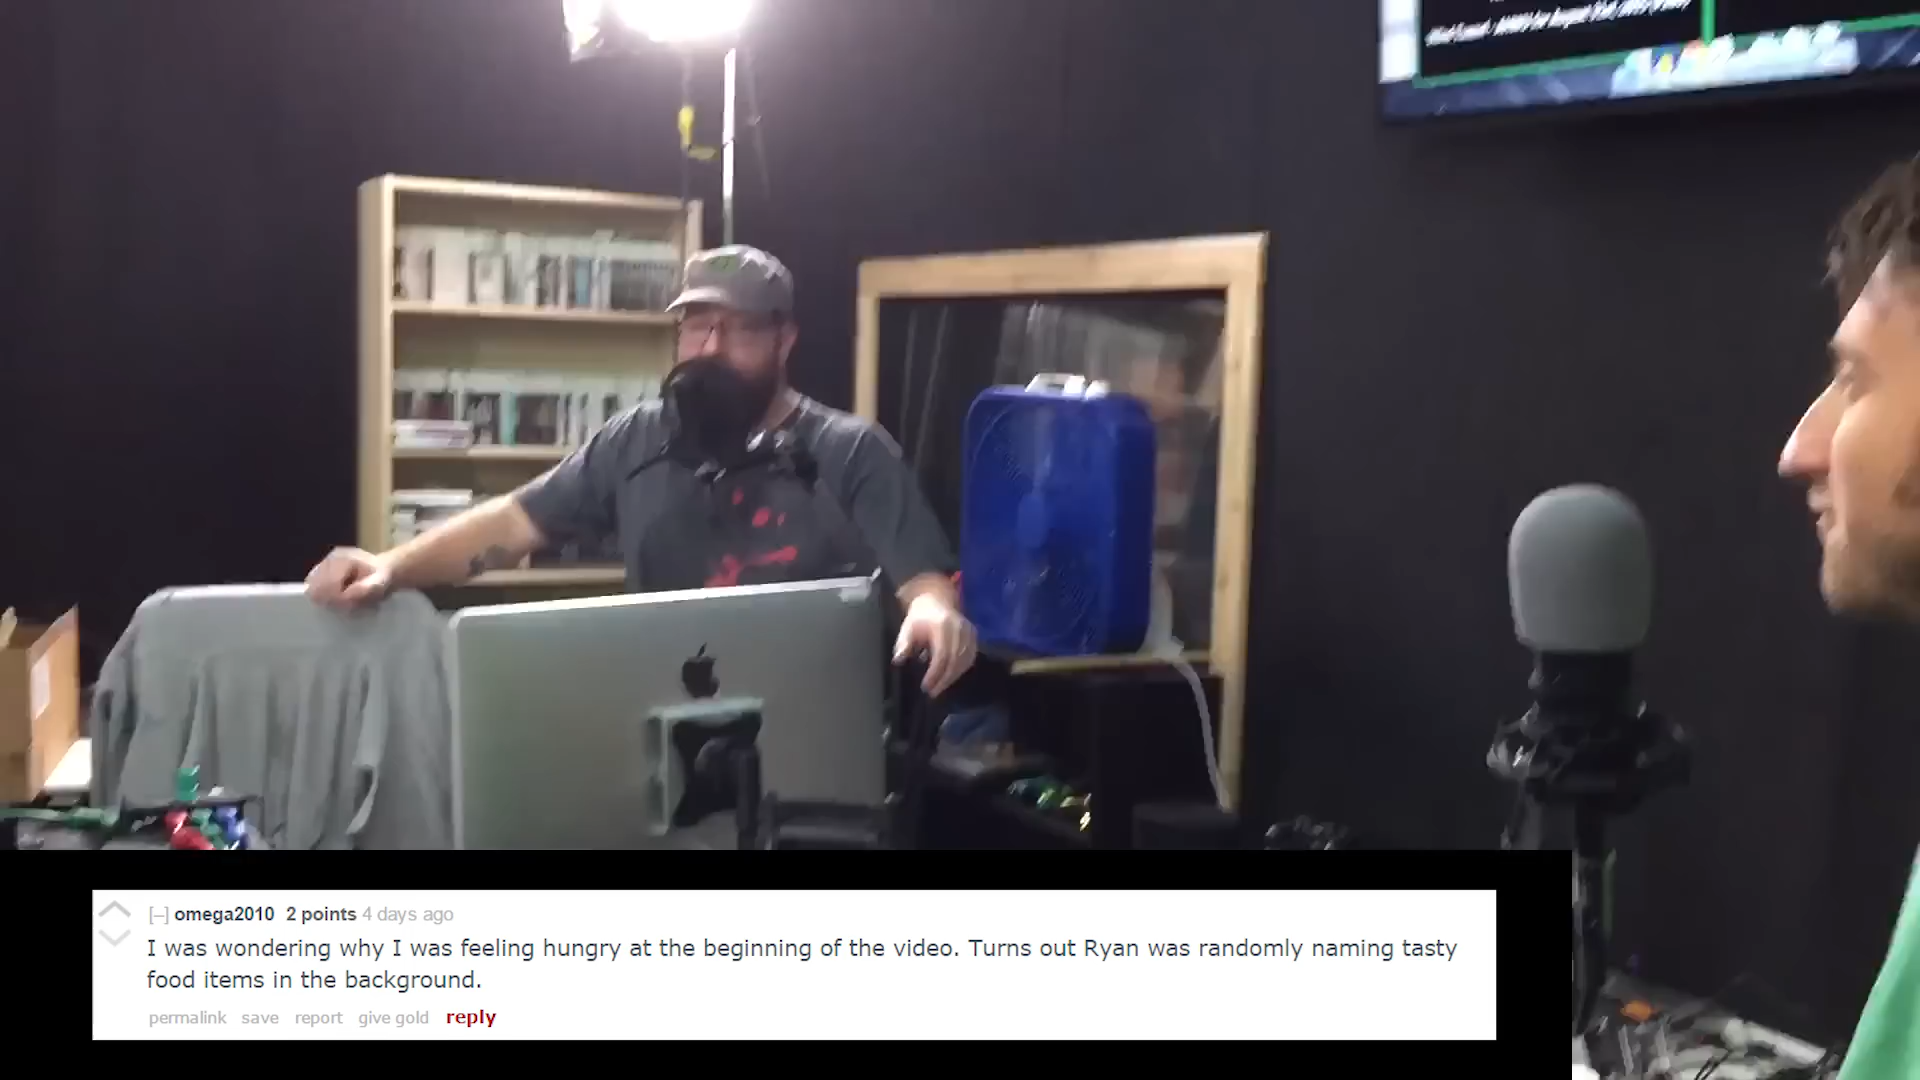 [–] omega2010 2 points 4 days ago
I was wondering why I was feeling hungry at the beginning of the video. Turns out Ryan was randomly naming tasty
food items in the background.
permalink save report give gold reply